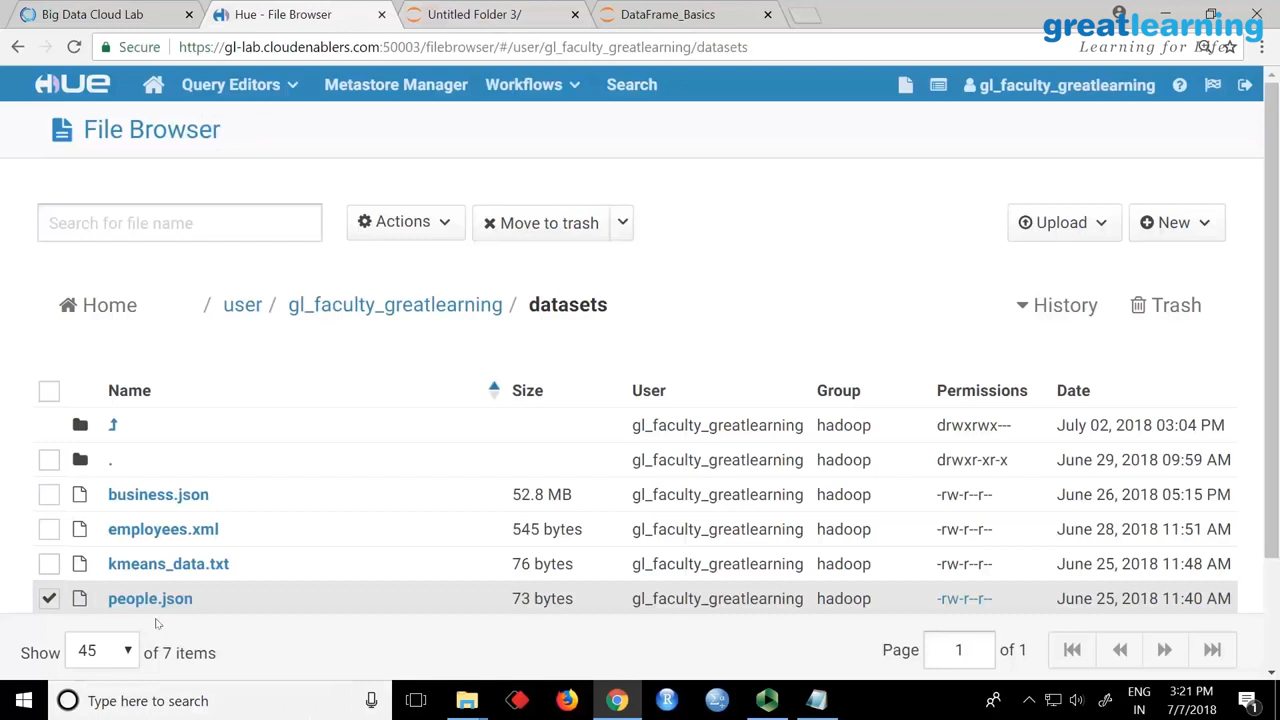 Big Data Cloud Lab
Hue - File Browser
Untitled Folder 3/
DataFrame_Basics
greatlearning
Learning for Life
Secure
https://gl-lab.cloudenablers.com:50003/filebrowser/#/user/gl_faculty_greatlearning/datasets
HUE
Query Editors
Metastore Manager
Workflows
Search
gl_faculty_greatlearning
File Browser
Search for file name
Actions
Move to trash
Upload
New
Home / user / gl_faculty_greatlearning / datasets
History
Trash
Name Size User Group Permissions Date
gl_faculty_greatlearning hadoop drwxrwx--- July 02, 2018 03:04 PM
. gl_faculty_greatlearning hadoop drwxr-xr-x June 29, 2018 09:59 AM
business.json 52.8 MB gl_faculty_greatlearning hadoop -rw-r--r-- June 26, 2018 05:15 PM
employees.xml 545 bytes gl_faculty_greatlearning hadoop -rw-r--r-- June 28, 2018 11:51 AM
kmeans_data.txt 76 bytes gl_faculty_greatlearning hadoop -rw-r--r-- June 25, 2018 11:48 AM
people.json 73 bytes gl_faculty_greatlearning hadoop -rw-r--r-- June 25, 2018 11:40 AM
Show 45 of 7 items
Page 1 of 1
Type here to search
ENG
IN
3:21 PM
7/7/2018
1